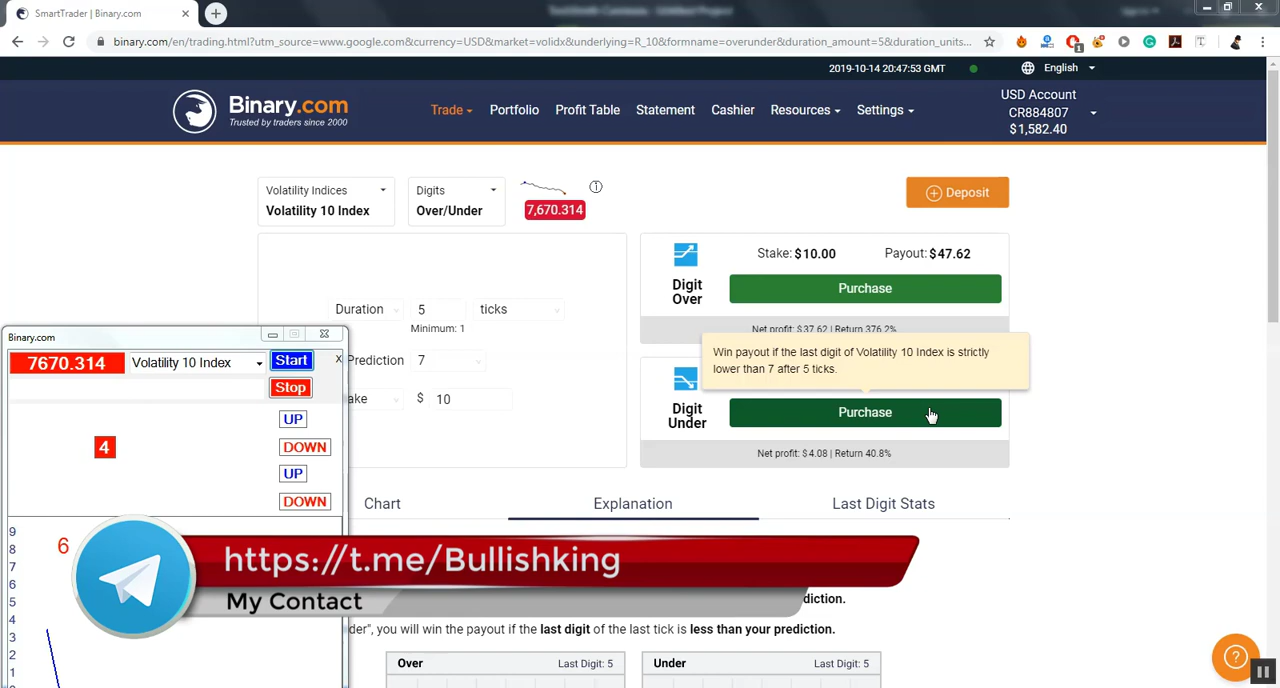 SmartTrader | Binary.com
binary.com/en/trading.html?utm_source=www.google.com&currency=USD&market=volidx&underlying=R_10&formname=overunder&duration_amount=5&duration_units...
2019-10-14 20:47:53 GMT
English
Binary.com
Trusted by traders since 2000
Trade
Portfolio
Profit Table
Statement
Cashier
Resources
Settings
USD Account
CR884807
$1,582.40
Volatility Indices
Volatility 10 Index
Digits
Over/Under
7,670.314
Deposit
Duration
5
ticks
Minimum: 1
Prediction
7
ake
$ 10
Digit
Over
Stake: $10.00
Payout: $47.62
Purchase
Net profit: $37.62 | Return 376.2%
Win payout if the last digit of Volatility 10 Index is strictly
lower than 7 after 5 ticks.
Digit
Under
Purchase
Net profit: $4.08 | Return 40.8%
Binary.com
7670.314
Volatility 10 Index
Start
x
Stop
UP
4
DOWN
UP
DOWN
9
8
7
6
5
4
3
2
1
6
Chart
Explanation
Last Digit Stats
https://t.me/Bullishking
My Contact
diction.
der", you will win the payout if the last digit of the last tick is less than your prediction.
Over
Last Digit: 5
Under
Last Digit: 5